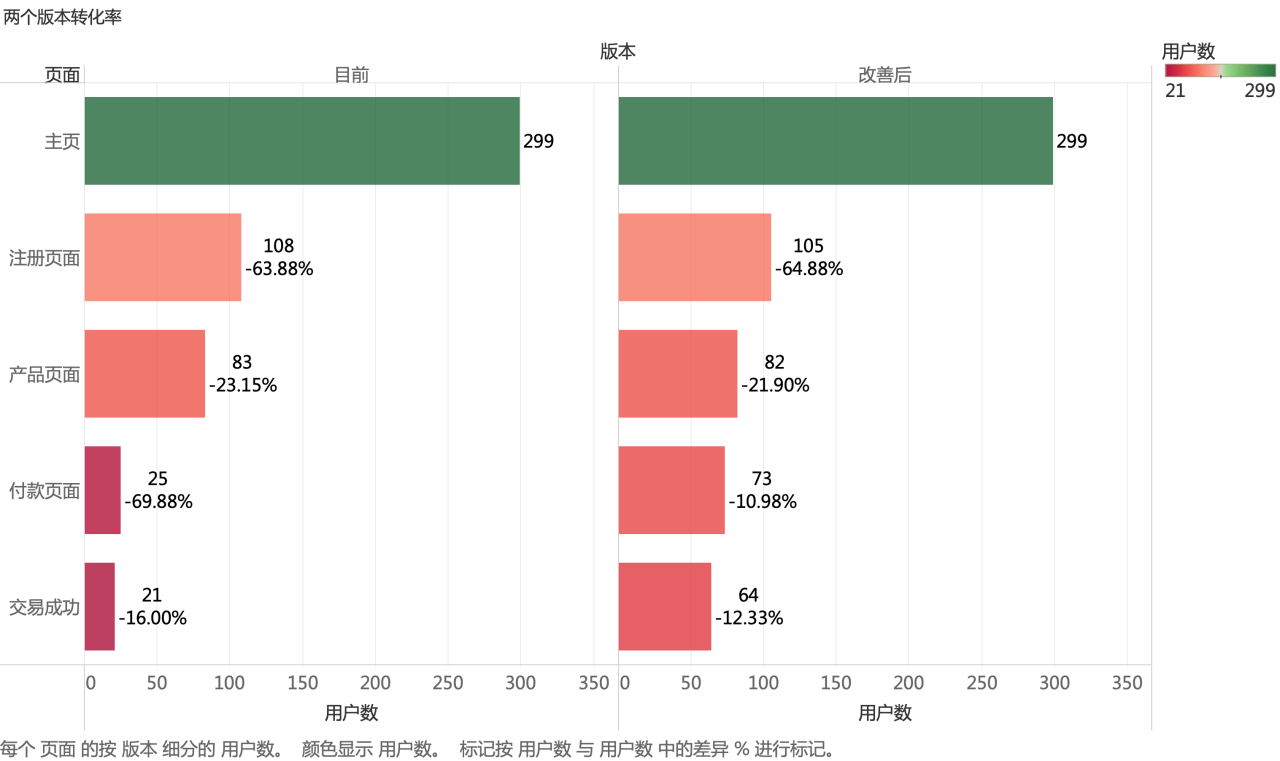 两个版本转化率
版本
用户数
页面
目前
改善后
21 299
主页
299
299
注册页面
108
-63.88%
105
-64.88%
产品页面
83
-23.15%
82
-21.90%
付款页面
25
-69.88%
73
-10.98%
交易成功
21
-16.00%
64
-12.33%
0 50 100 150 200 250 300 350 0 50 100 150 200 250 300 350
用户数
用户数
每个 页面 的按 版本 细分的 用户数。 颜色显示 用户数。 标记按 用户数 与 用户数 中的差异 % 进行标记。